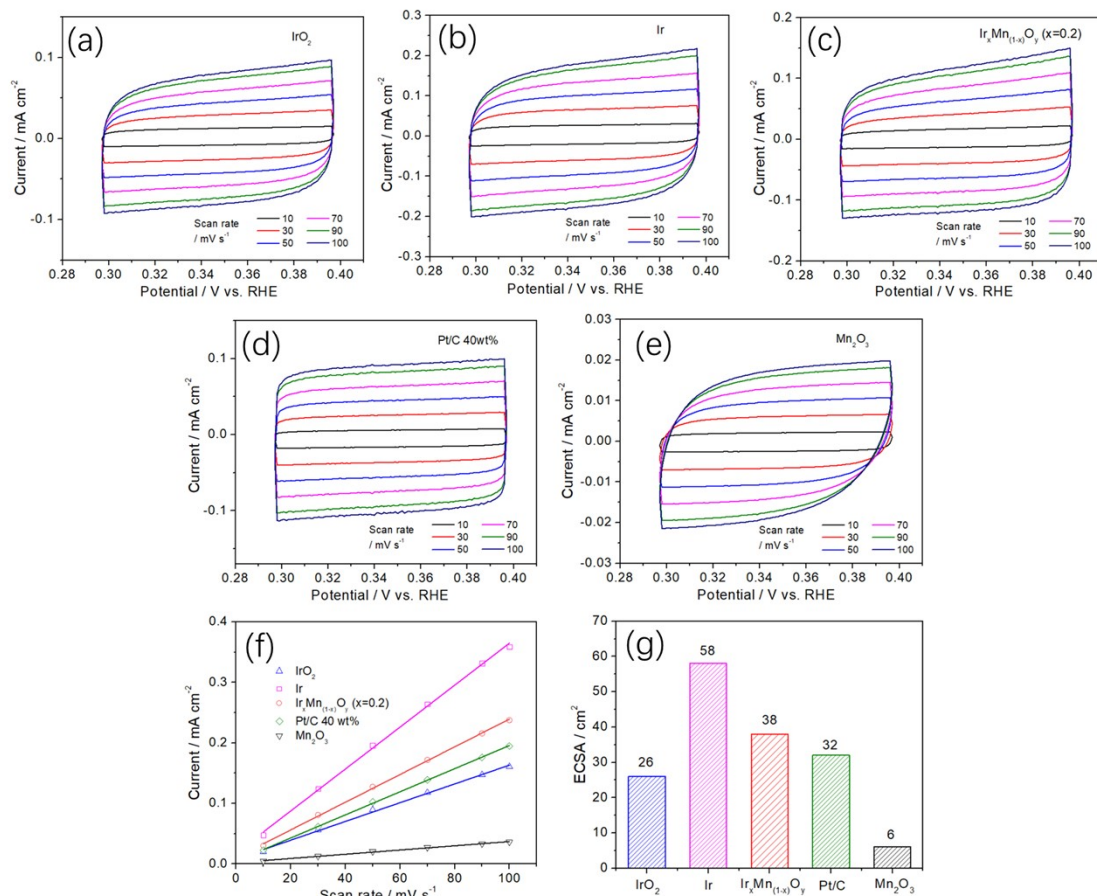 (a)
IrO2
Current / mA cm-2
0.1
0.0
-0.1
Scan rate
/ mV s-1
10
30
50
70
90
100
0.28 0.30 0.32 0.34 0.36 0.38 0.40
Potential / V vs. RHE
(b)
Ir
Current / mA cm-2
0.3
0.2
0.1
0.0
-0.1
-0.2
-0.3
Scan rate
/ mV s-1
10
30
50
70
90
100
0.28 0.30 0.32 0.34 0.36 0.38 0.40
Potential / V vs. RHE
(c)
IrxMn(1-x)Oy (x=0.2)
Current / mA cm-2
0.2
0.1
0.0
-0.1
-0.2
Scan rate
/ mV s-1
10
30
50
70
90
100
0.28 0.30 0.32 0.34 0.36 0.38 0.40
Potential / V vs. RHE
(d)
Pt/C 40wt%
Current / mA cm-2
0.1
0.0
-0.1
Scan rate
/ mV s-1
10
30
50
70
90
100
0.28 0.30 0.32 0.34 0.36 0.38 0.40
Potential / V vs. RHE
(e)
Mn2O3
Current / mA cm-2
0.03
0.02
0.01
0.00
-0.01
-0.02
-0.03
Scan rate
/ mV s-1
10
30
50
70
90
100
0.28 0.30 0.32 0.34 0.36 0.38 0.40
Potential / V vs. RHE
(f)
Current / mA cm-2
0.4
0.3
0.2
0.1
0.0
IrO2
Ir
IrxMn(1-x)Oy (x=0.2)
Pt/C 40 wt%
Mn2O3
0 20 40 60 80 100
Scan rate / mV s-1
(g)
ECSA / cm2
70
60
50
40
30
20
10
0
26
58
38
32
6
IrO2 Ir IrxMn(1-x)Oy Pt/C Mn2O3